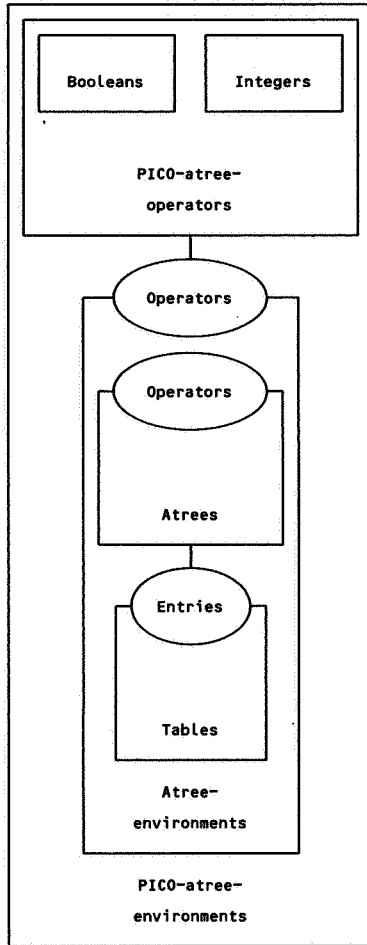 Booleans Integers
PICO-atree-
operators
Operators
Operators
Atrees
Entries
Tables
Atree-
environments
PICO-atree-
environments